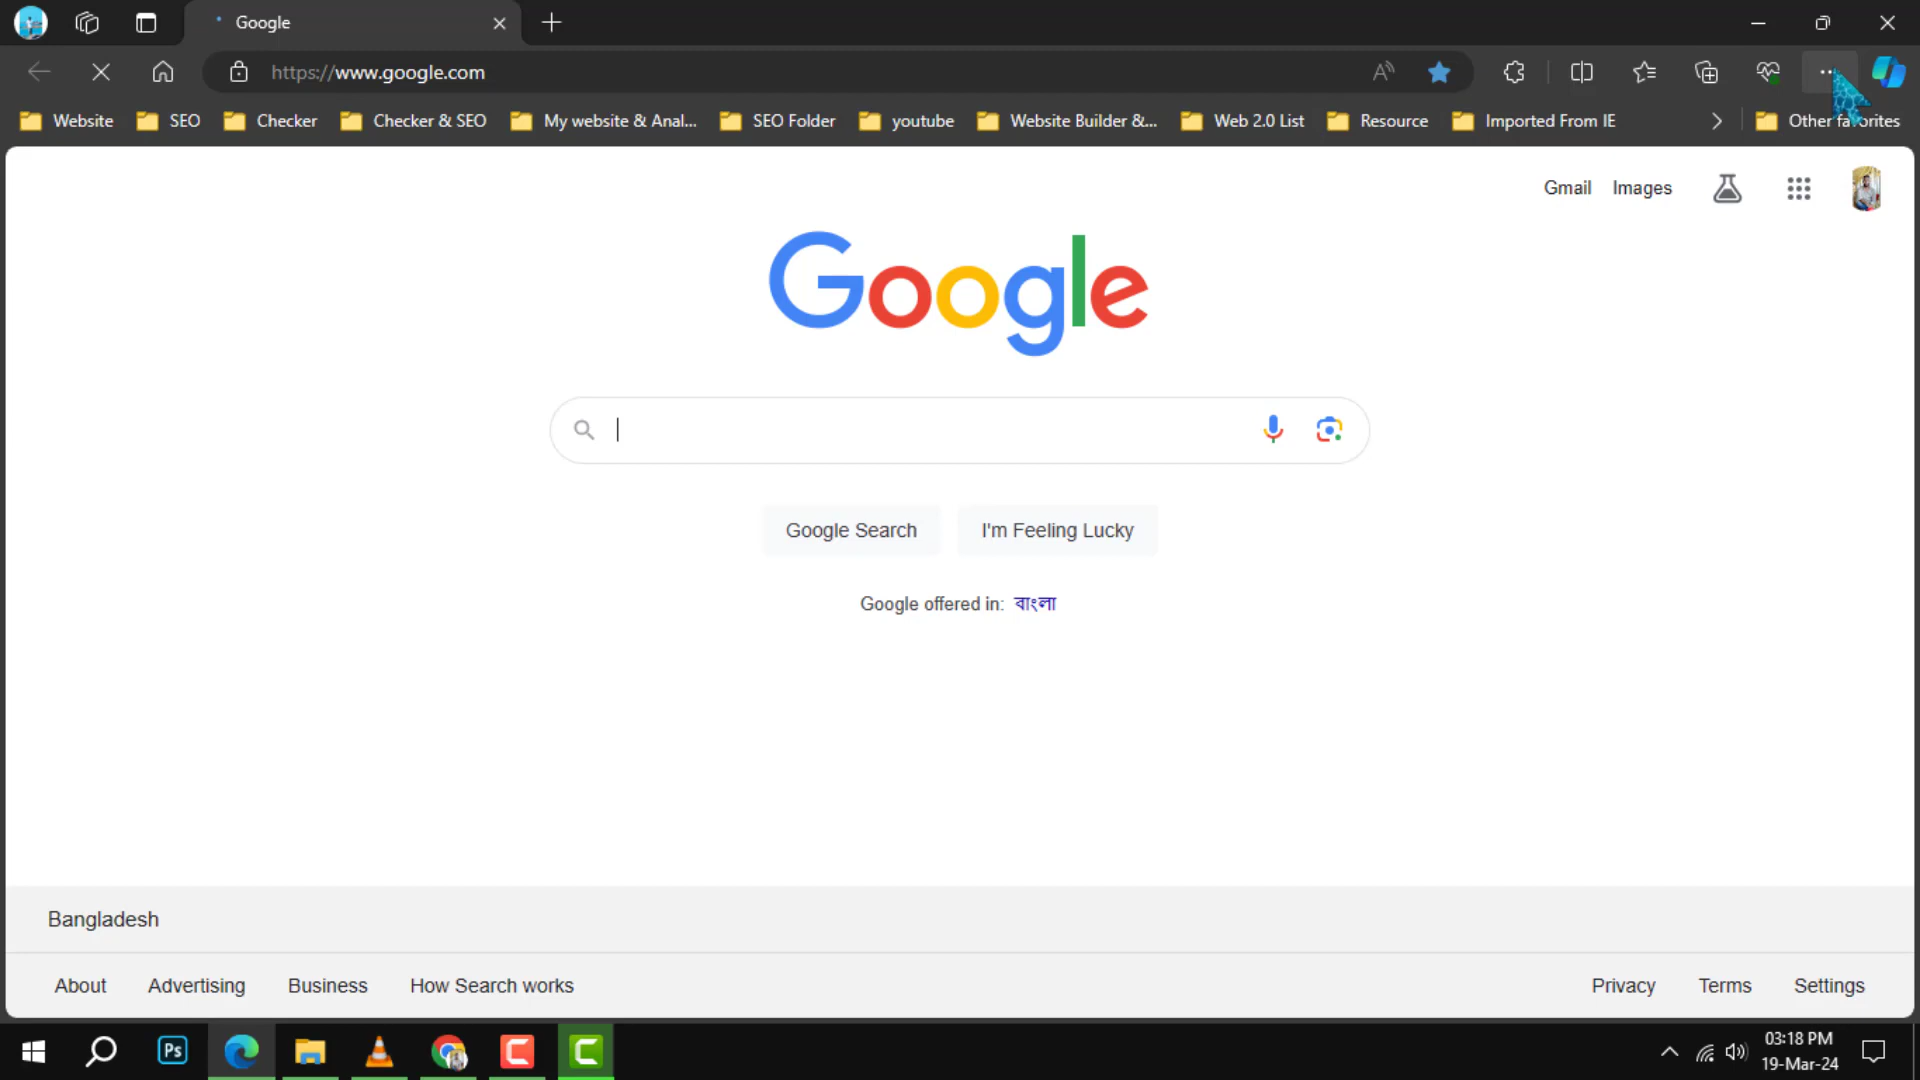 Google
https://www.google.com
Website SEO Checker Checker & SEO My website & Anal... SEO Folder youtube Website Builder &... Web 2.0 List Resource Imported From IE Other favorites
Gmail Images
Google
Google Search I'm Feeling Lucky
Google offered in: বাংলা
Bangladesh
About Advertising Business How Search works Privacy Terms Settings
Ps
03:18 PM
19-Mar-24